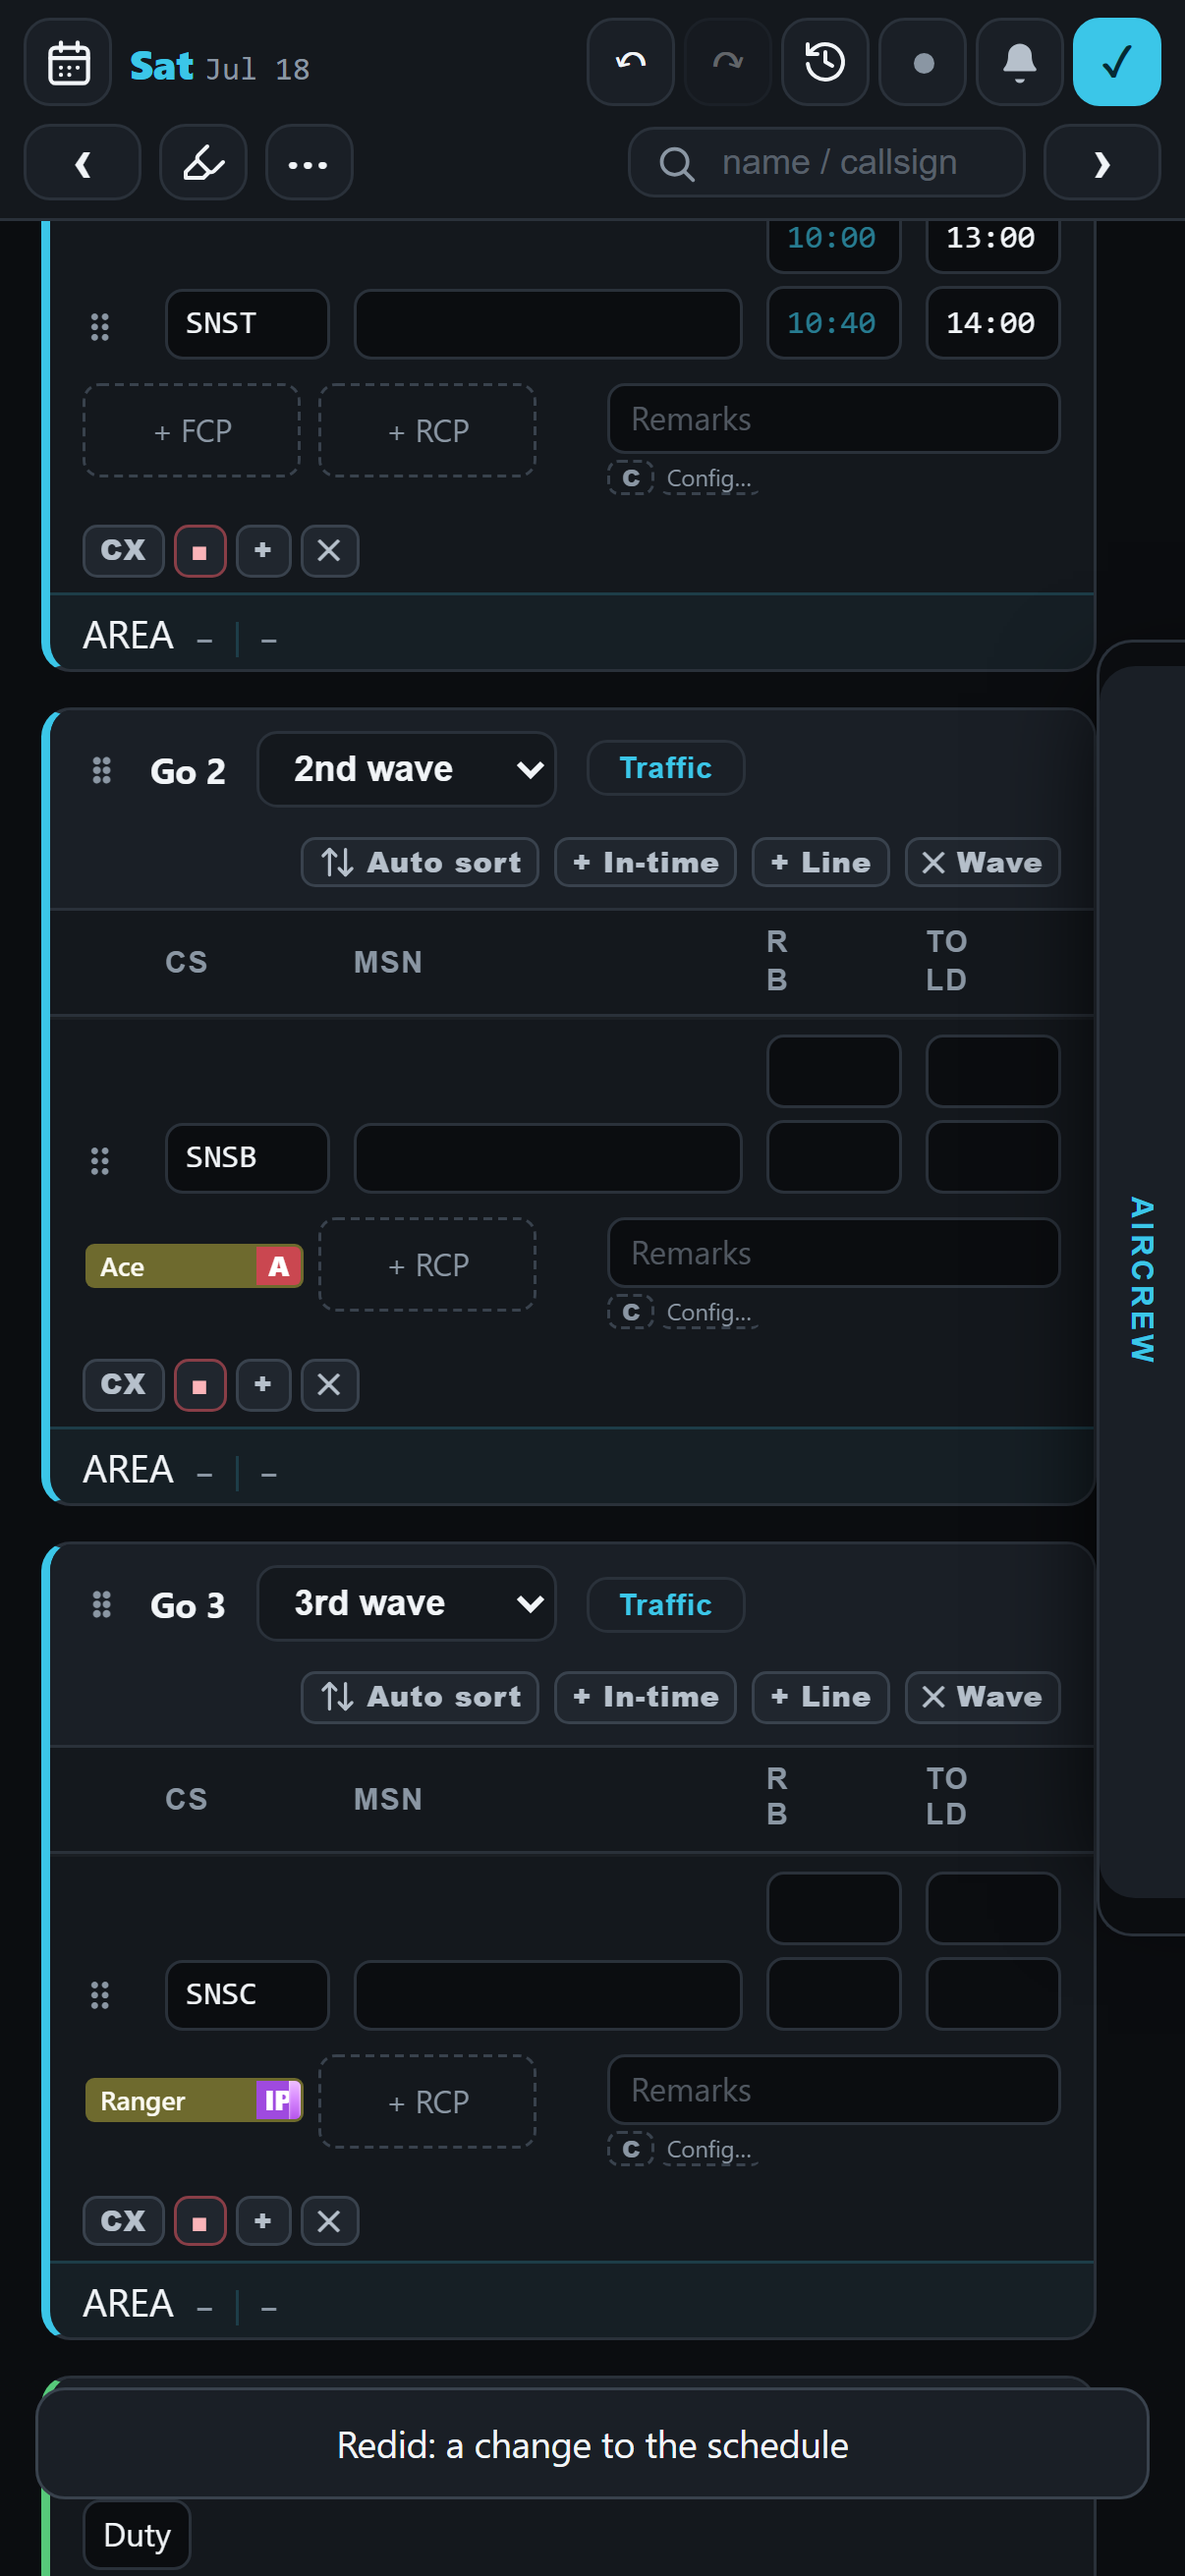 Sat Jul 18
name / callsign
10:00 13:00
SNST 10:40 14:00
+ FCP + RCP Remarks
C Config...
CX + ×
AREA – | –
Go 2 2nd wave Traffic
Auto sort + In-time + Line × Wave
CS MSN R TO
B LD
SNSB
Ace A + RCP Remarks
C Config...
CX + ×
AREA – | –
AIRCREW
Go 3 3rd wave Traffic
Auto sort + In-time + Line × Wave
CS MSN R TO
B LD
SNSC
Ranger IP + RCP Remarks
C Config...
CX + ×
AREA – | –
Redid: a change to the schedule
Duty